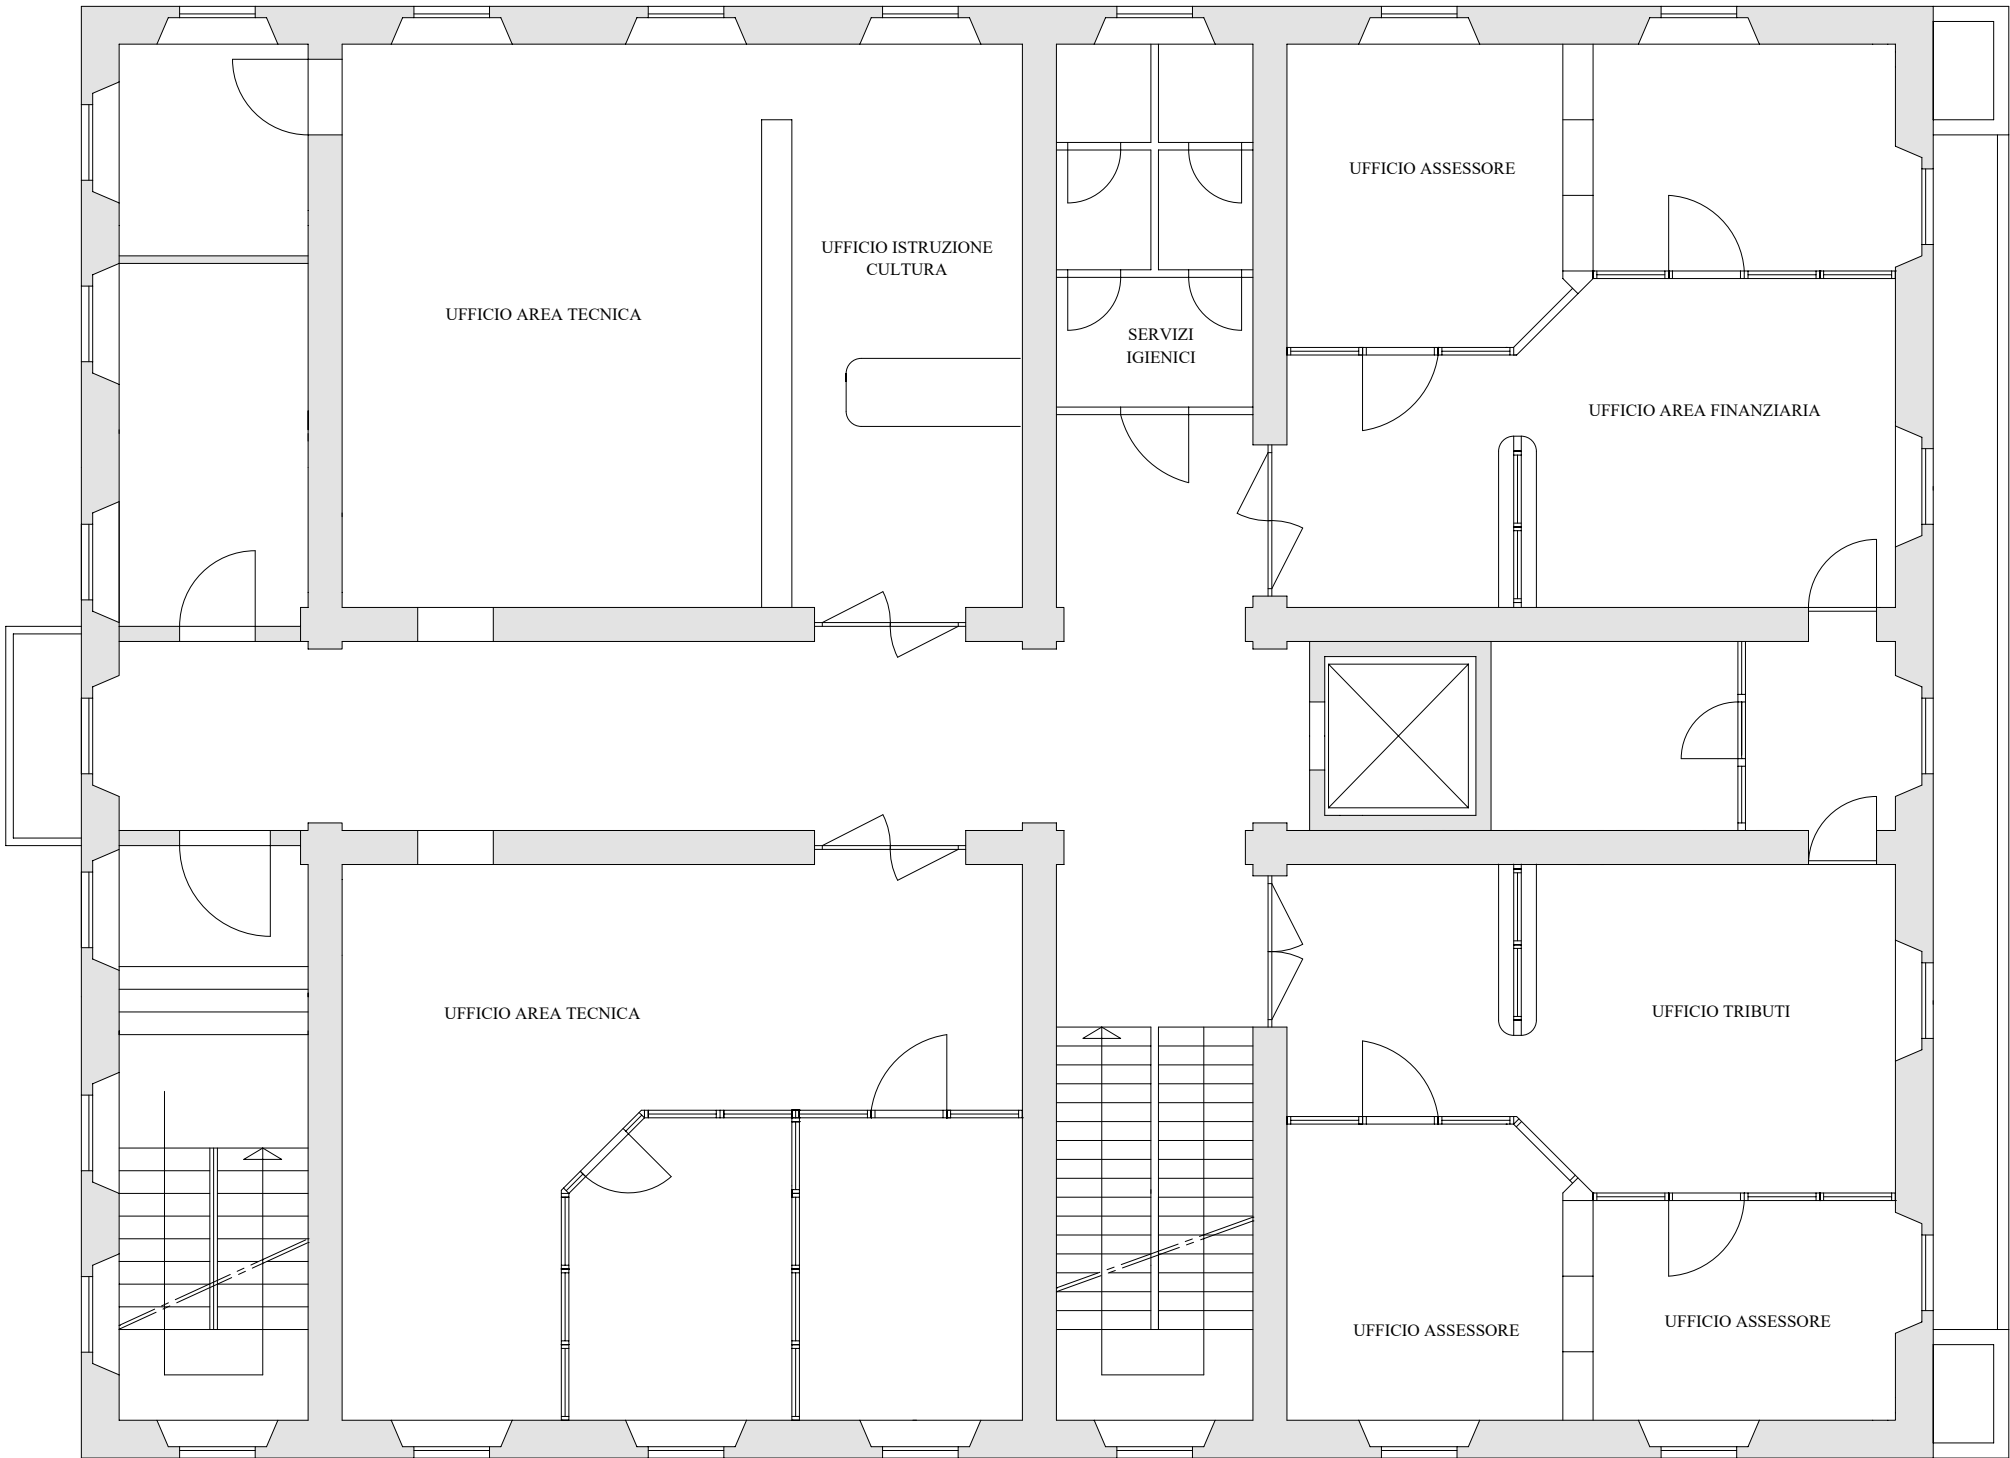 UFFICIO ASSESSORE
UFFICIO ISTRUZIONE
CULTURA
UFFICIO AREA TECNICA
SERVIZI
IGIENICI
UFFICIO AREA FINANZIARIA
UFFICIO AREA TECNICA
UFFICIO TRIBUTI
UFFICIO ASSESSORE
UFFICIO ASSESSORE